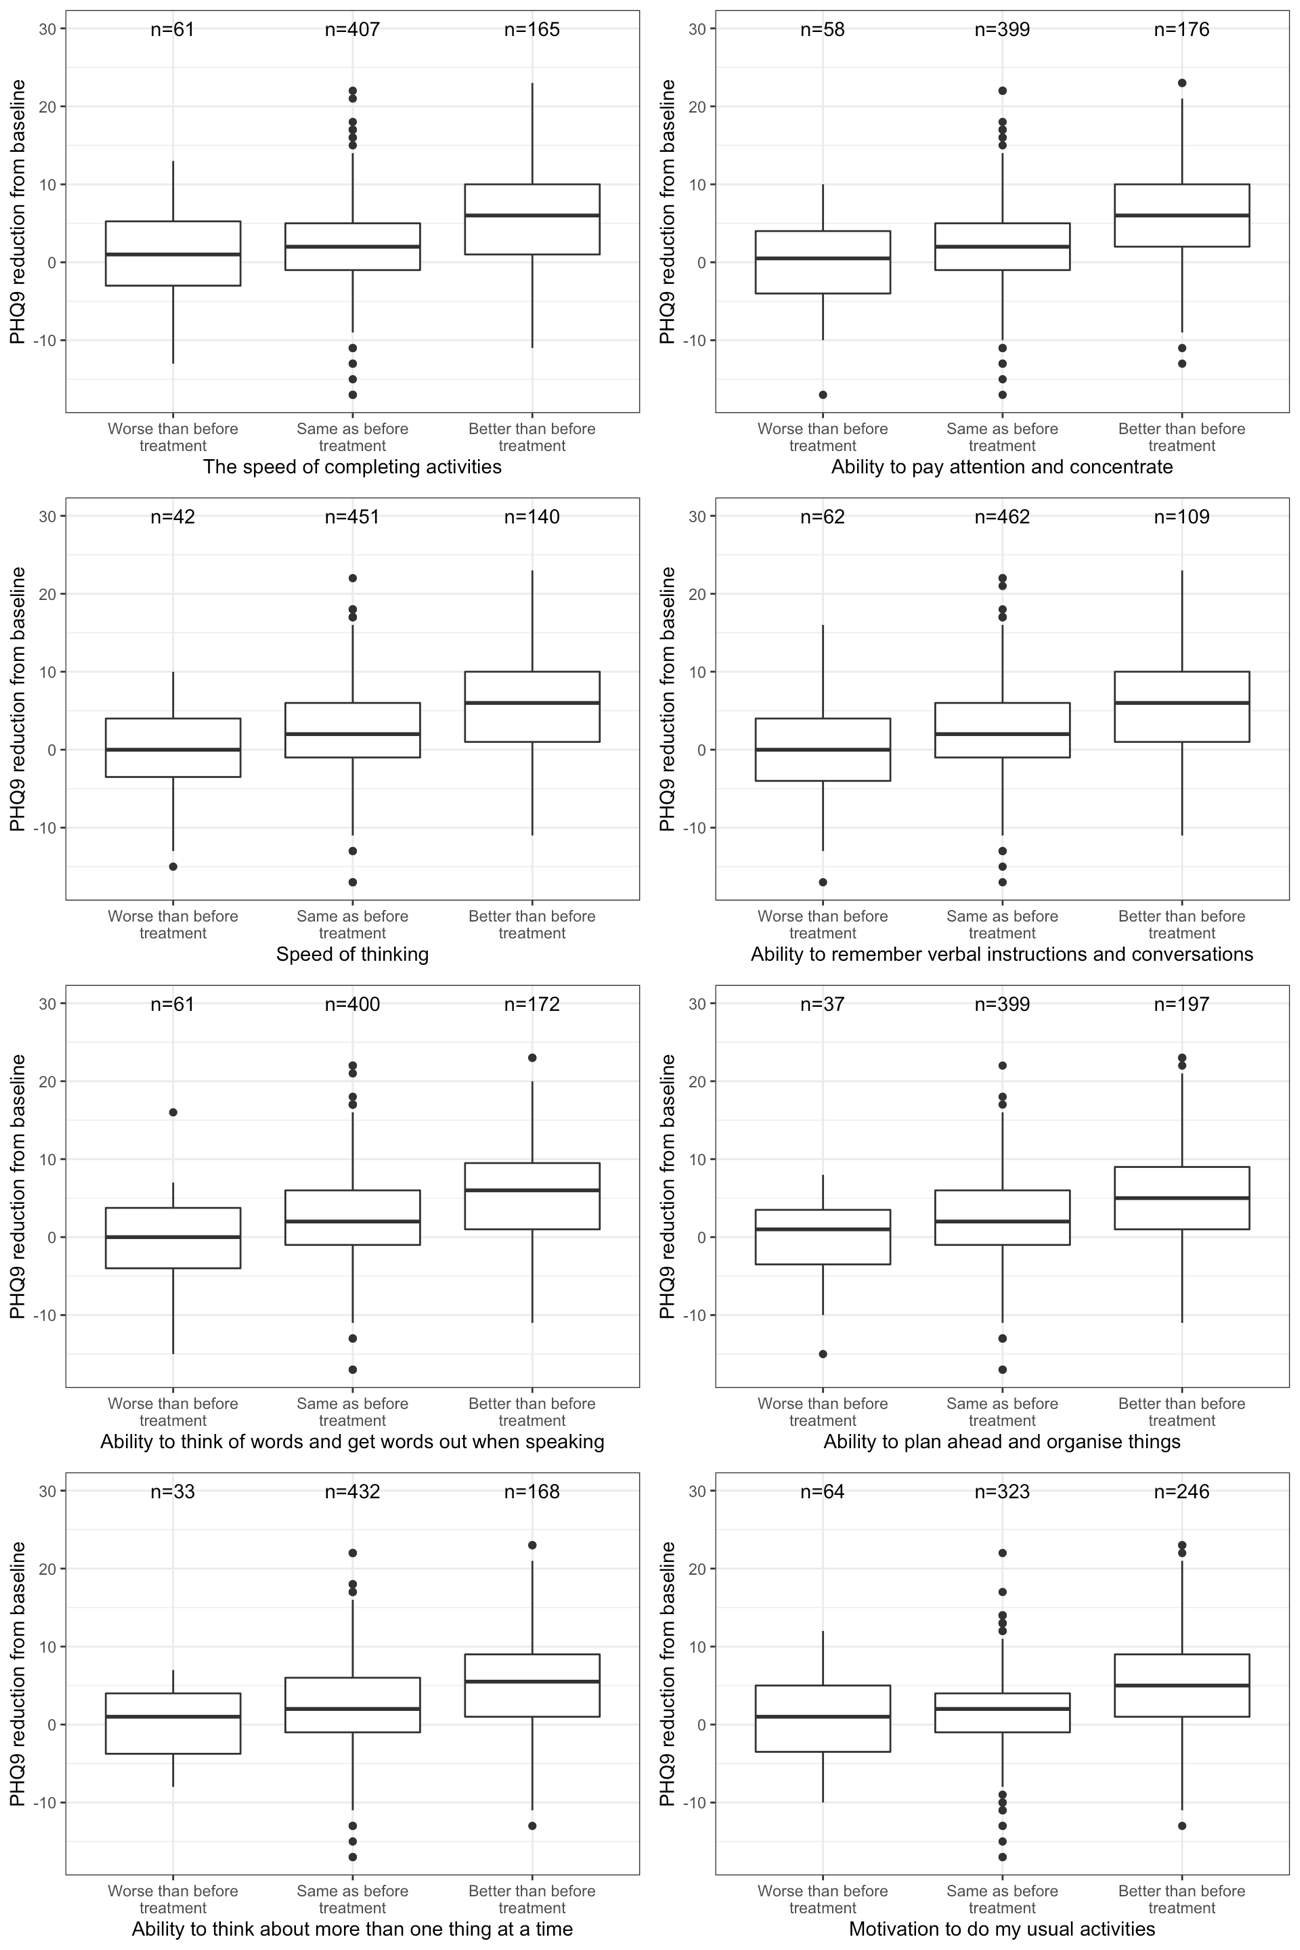 n=61 n=407 n=165
30
20
10
0
-10
PHQ9 reduction from baseline
Worse than before Same as before Better than before
treatment treatment treatment
The speed of completing activities
n=58 n=399 n=176
30
20
10
0
-10
PHQ9 reduction from baseline
Worse than before Same as before Better than before
treatment treatment treatment
Ability to pay attention and concentrate
n=42 n=451 n=140
30
20
10
0
-10
PHQ9 reduction from baseline
Worse than before Same as before Better than before
treatment treatment treatment
Speed of thinking
n=62 n=462 n=109
30
20
10
0
-10
PHQ9 reduction from baseline
Worse than before Same as before Better than before
treatment treatment treatment
Ability to remember verbal instructions and conversations
n=61 n=400 n=172
30
20
10
0
-10
PHQ9 reduction from baseline
Worse than before Same as before Better than before
treatment treatment treatment
Ability to think of words and get words out when speaking
n=37 n=399 n=197
30
20
10
0
-10
PHQ9 reduction from baseline
Worse than before Same as before Better than before
treatment treatment treatment
Ability to plan ahead and organise things
n=33 n=432 n=168
30
20
10
0
-10
PHQ9 reduction from baseline
Worse than before Same as before Better than before
treatment treatment treatment
Ability to think about more than one thing at a time
n=64 n=323 n=246
30
20
10
0
-10
PHQ9 reduction from baseline
Worse than before Same as before Better than before
treatment treatment treatment
Motivation to do my usual activities